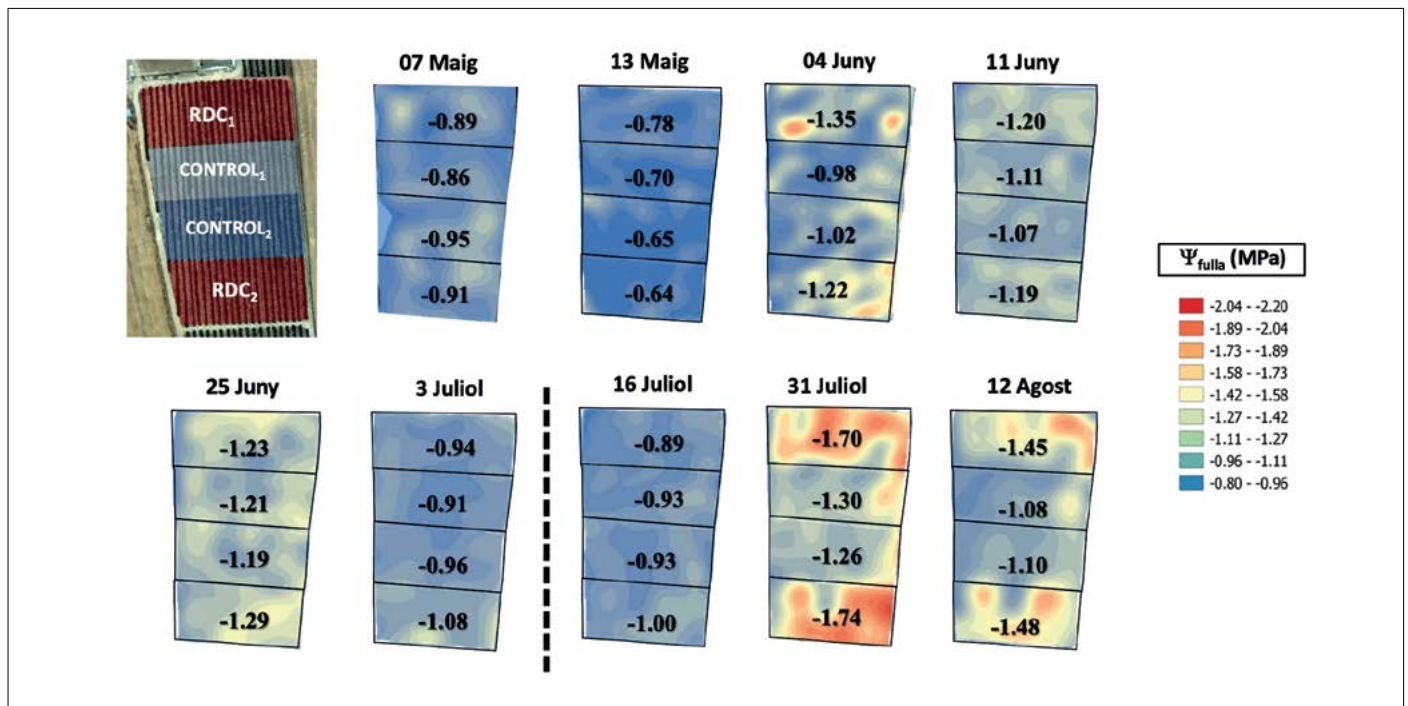 07 Maig
13 Maig
04 Juny
11 Juny
RDC1
CONTROL1
CONTROL2
RDC2
-0.89
-0.86
-0.95
-0.91
-0.78
-0.70
-0.65
-0.64
-1.35
-0.98
-1.02
-1.22
-1.20
-1.11
-1.07
-1.19
25 Juny
3 Juliol
16 Juliol
31 Juliol
12 Agost
-1.23
-1.21
-1.19
-1.29
-0.94
-0.91
-0.96
-1.08
-0.89
-0.93
-0.93
-1.00
-1.70
-1.30
-1.26
-1.74
-1.45
-1.08
-1.10
-1.48
Ψfulla (MPa)
-2.04 - -2.20
-1.89 - -2.04
-1.73 - -1.89
-1.58 - -1.73
-1.42 - -1.58
-1.27 - -1.42
-1.11 - -1.27
-0.96 - -1.11
-0.80 - -0.96